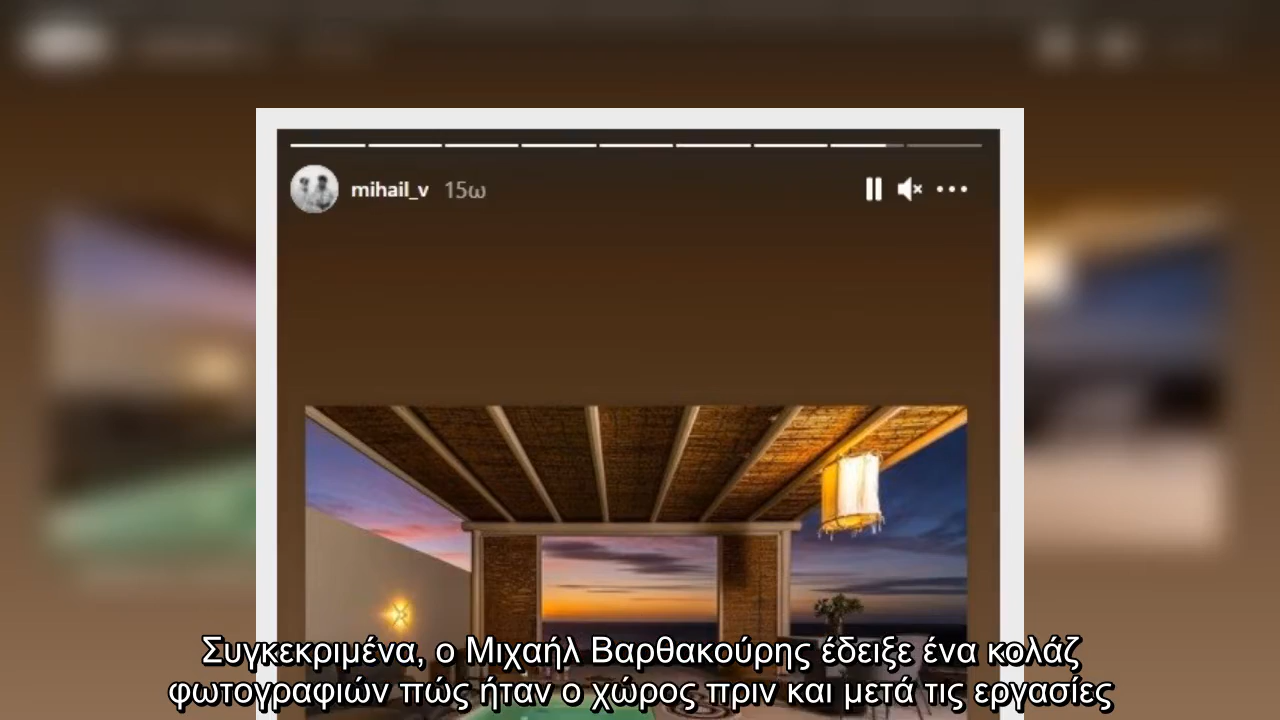 mihail_v 15ω
Συγκεκριμένα, ο Μιχαήλ Βαρθακούρης έδειξε ένα κολάζ
φωτογραφιών πώς ήταν ο χώρος πριν και μετά τις εργασίες